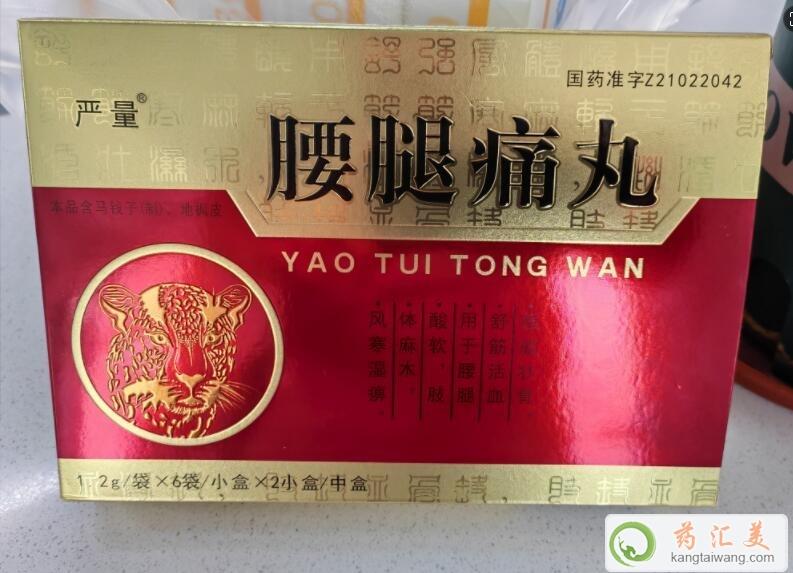 国药准字Z21022042
严量®
腰腿痛丸
本品含马钱子(制)、地枫皮
YAO TUI TONG WAN
舒筋活血
用于腰腿
酸软，肢
体麻木，
风寒湿痹。
1.2g/袋×6袋/小盒×2小盒/中盒
药汇美
kangtaiwang.com